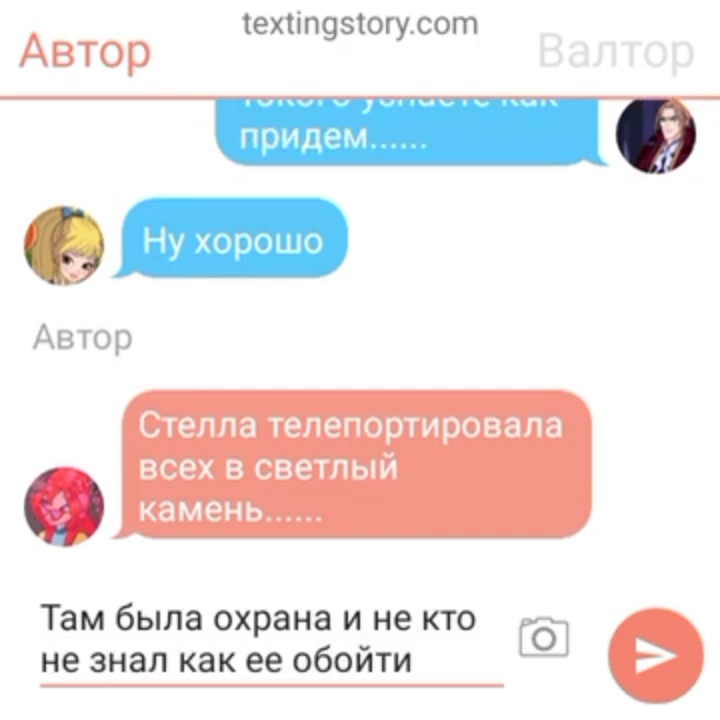 textingstory.com
Автор Валтор
придем......
Ну хорошо
Автор
Стелла телепортировала
всех в светлый
камень......
Там была охрана и не кто
не знал как ее обойти